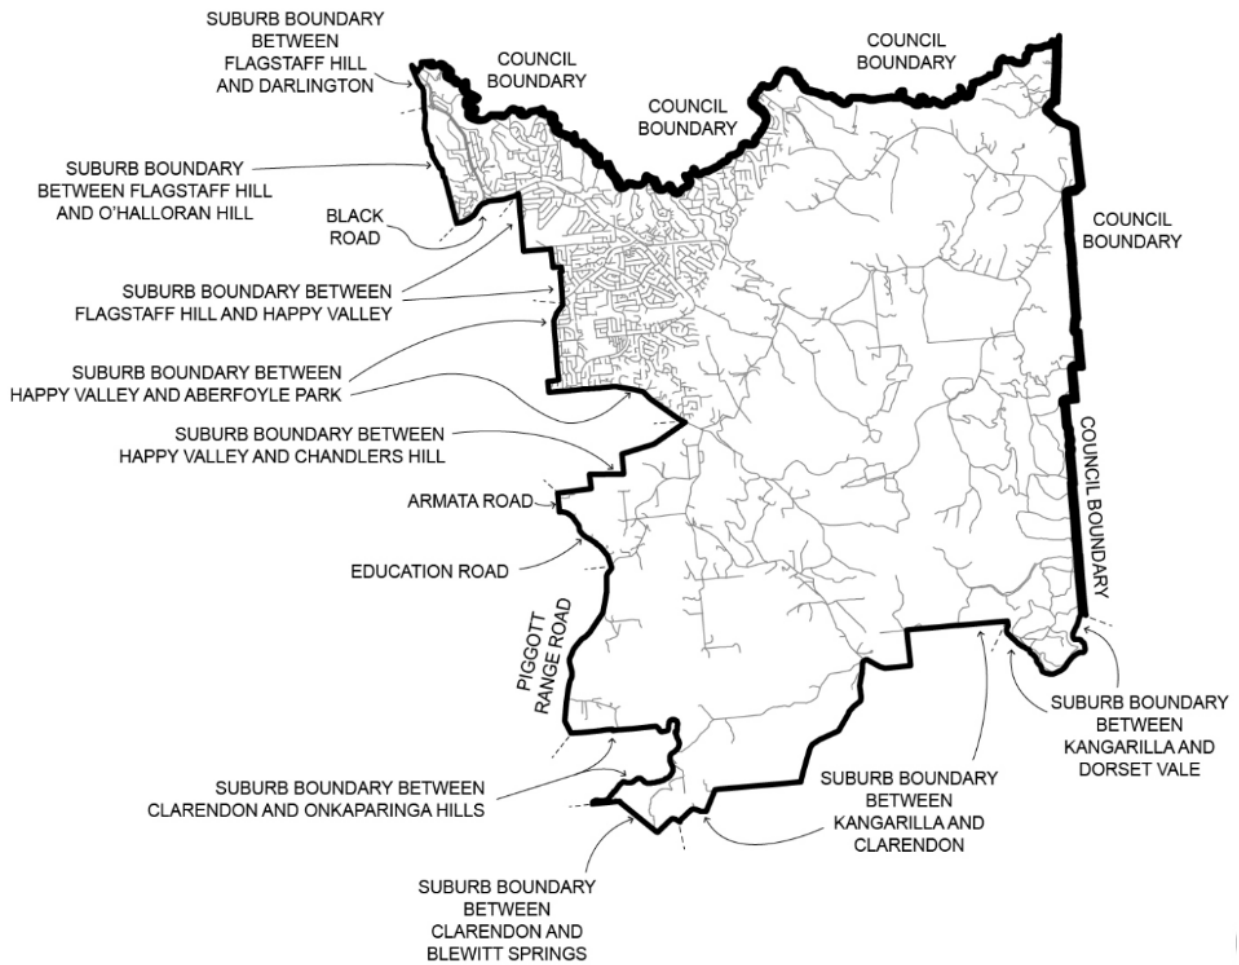 SUBURB BOUNDARY
BETWEEN
FLAGSTAFF HILL
AND DARLINGTON
COUNCIL
BOUNDARY
COUNCIL
BOUNDARY
COUNCIL
BOUNDARY
SUBURB BOUNDARY
BETWEEN FLAGSTAFF HILL
AND O'HALLORAN HILL
BLACK
ROAD
COUNCIL
BOUNDARY
SUBURB BOUNDARY BETWEEN
FLAGSTAFF HILL AND HAPPY VALLEY
SUBURB BOUNDARY BETWEEN
HAPPY VALLEY AND ABERFOYLE PARK
SUBURB BOUNDARY BETWEEN
HAPPY VALLEY AND CHANDLERS HILL
COUNCIL BOUNDARY
ARMATA ROAD
EDUCATION ROAD
PIGGOTT
RANGE ROAD
SUBURB BOUNDARY
BETWEEN
KANGARILLA AND
DORSET VALE
SUBURB BOUNDARY BETWEEN
CLARENDON AND ONKAPARINGA HILLS
SUBURB BOUNDARY
BETWEEN
KANGARILLA AND
CLARENDON
SUBURB BOUNDARY
BETWEEN
CLARENDON AND
BLEWITT SPRINGS